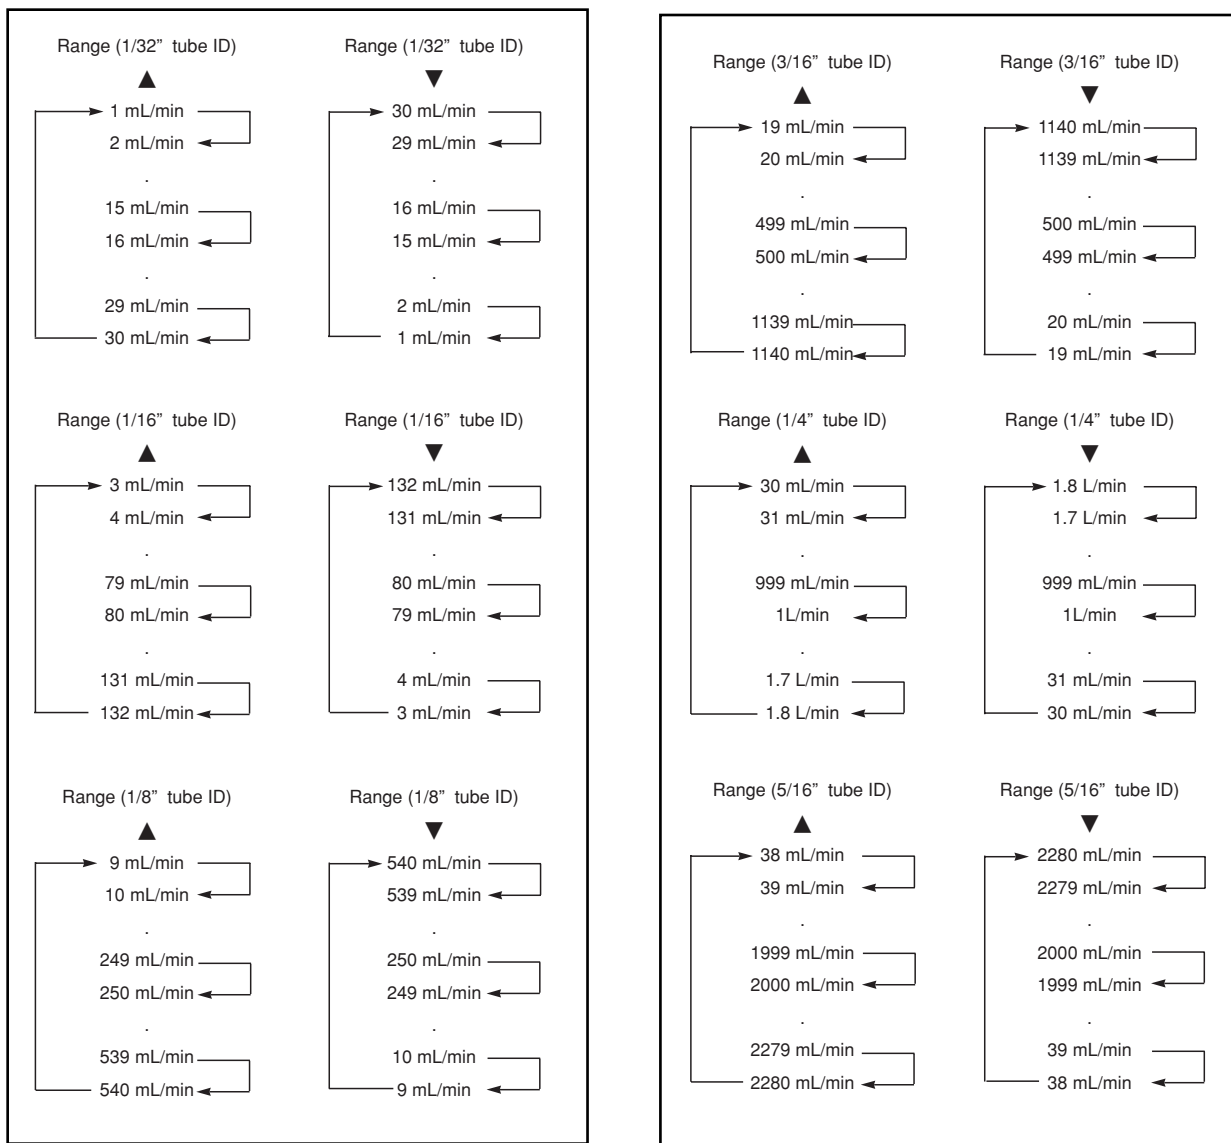 Range (1/32” tube ID)
▲
1 mL/min
2 mL/min
.
15 mL/min
16 mL/min
.
29 mL/min
30 mL/min
Range (1/32” tube ID)
▼
30 mL/min
29 mL/min
.
16 mL/min
15 mL/min
.
2 mL/min
1 mL/min
Range (1/16” tube ID)
▲
3 mL/min
4 mL/min
.
79 mL/min
80 mL/min
.
131 mL/min
132 mL/min
Range (1/16” tube ID)
▼
132 mL/min
131 mL/min
.
80 mL/min
79 mL/min
.
4 mL/min
3 mL/min
Range (1/8” tube ID)
▲
9 mL/min
10 mL/min
.
249 mL/min
250 mL/min
.
539 mL/min
540 mL/min
Range (1/8” tube ID)
▼
540 mL/min
539 mL/min
.
250 mL/min
249 mL/min
.
10 mL/min
9 mL/min
Range (3/16” tube ID)
▲
19 mL/min
20 mL/min
.
499 mL/min
500 mL/min
.
1139 mL/min
1140 mL/min
Range (3/16” tube ID)
▼
1140 mL/min
1139 mL/min
.
500 mL/min
499 mL/min
.
20 mL/min
19 mL/min
Range (1/4” tube ID)
▲
30 mL/min
31 mL/min
.
999 mL/min
1L/min
.
1.7 L/min
1.8 L/min
Range (1/4” tube ID)
▼
1.8 L/min
1.7 L/min
.
999 mL/min
1L/min
.
31 mL/min
30 mL/min
Range (5/16” tube ID)
▲
38 mL/min
39 mL/min
.
1999 mL/min
2000 mL/min
.
2279 mL/min
2280 mL/min
Range (5/16” tube ID)
▼
2280 mL/min
2279 mL/min
.
2000 mL/min
1999 mL/min
.
39 mL/min
38 mL/min